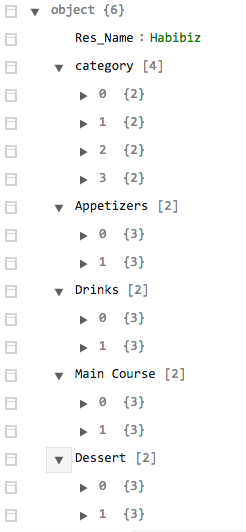 object {6}
Res_Name : Habibiz
category [4]
0 {2}
1 {2}
2 {2}
3 {2}
Appetizers [2]
0 {3}
1 {3}
Drinks [2]
0 {3}
1 {3}
Main Course [2]
0 {3}
1 {3}
Dessert [2]
0 {3}
1 {3}